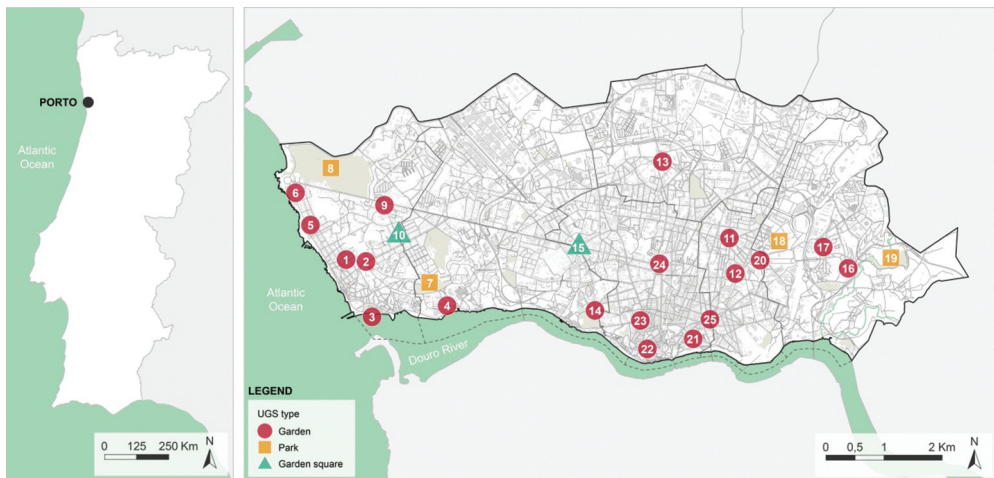 PORTO
Atlantic
Ocean
0 125 250 Km
N
8
13
6
9
5
10
11
18
17
15
1
2
24
20
19
12
16
7
4
14
3
23
25
21
22
Atlantic
Ocean
Douro River
LEGEND
UGS type
Garden
Park
Garden square
0 0,5 1 2 Km
N